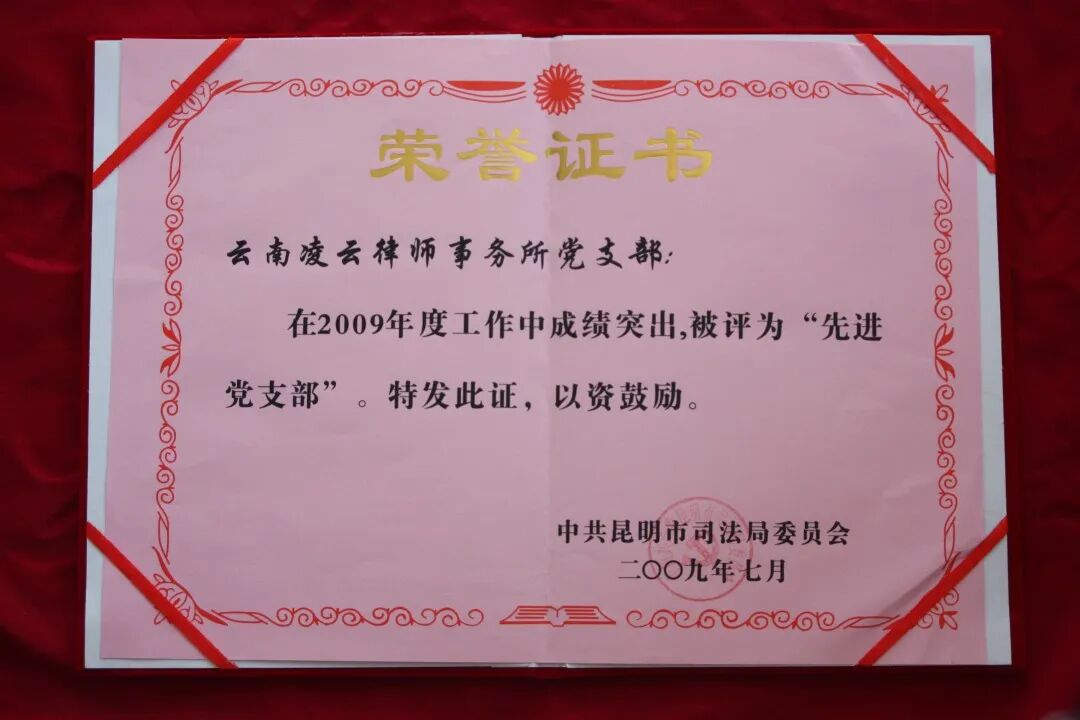 荣誉证书
云南凌云律师事务所党支部：
在2009年度工作中成绩突出,被评为“先进
党支部”。特发此证，以资鼓励。
中共昆明市司法局委员会
二〇〇九年七月